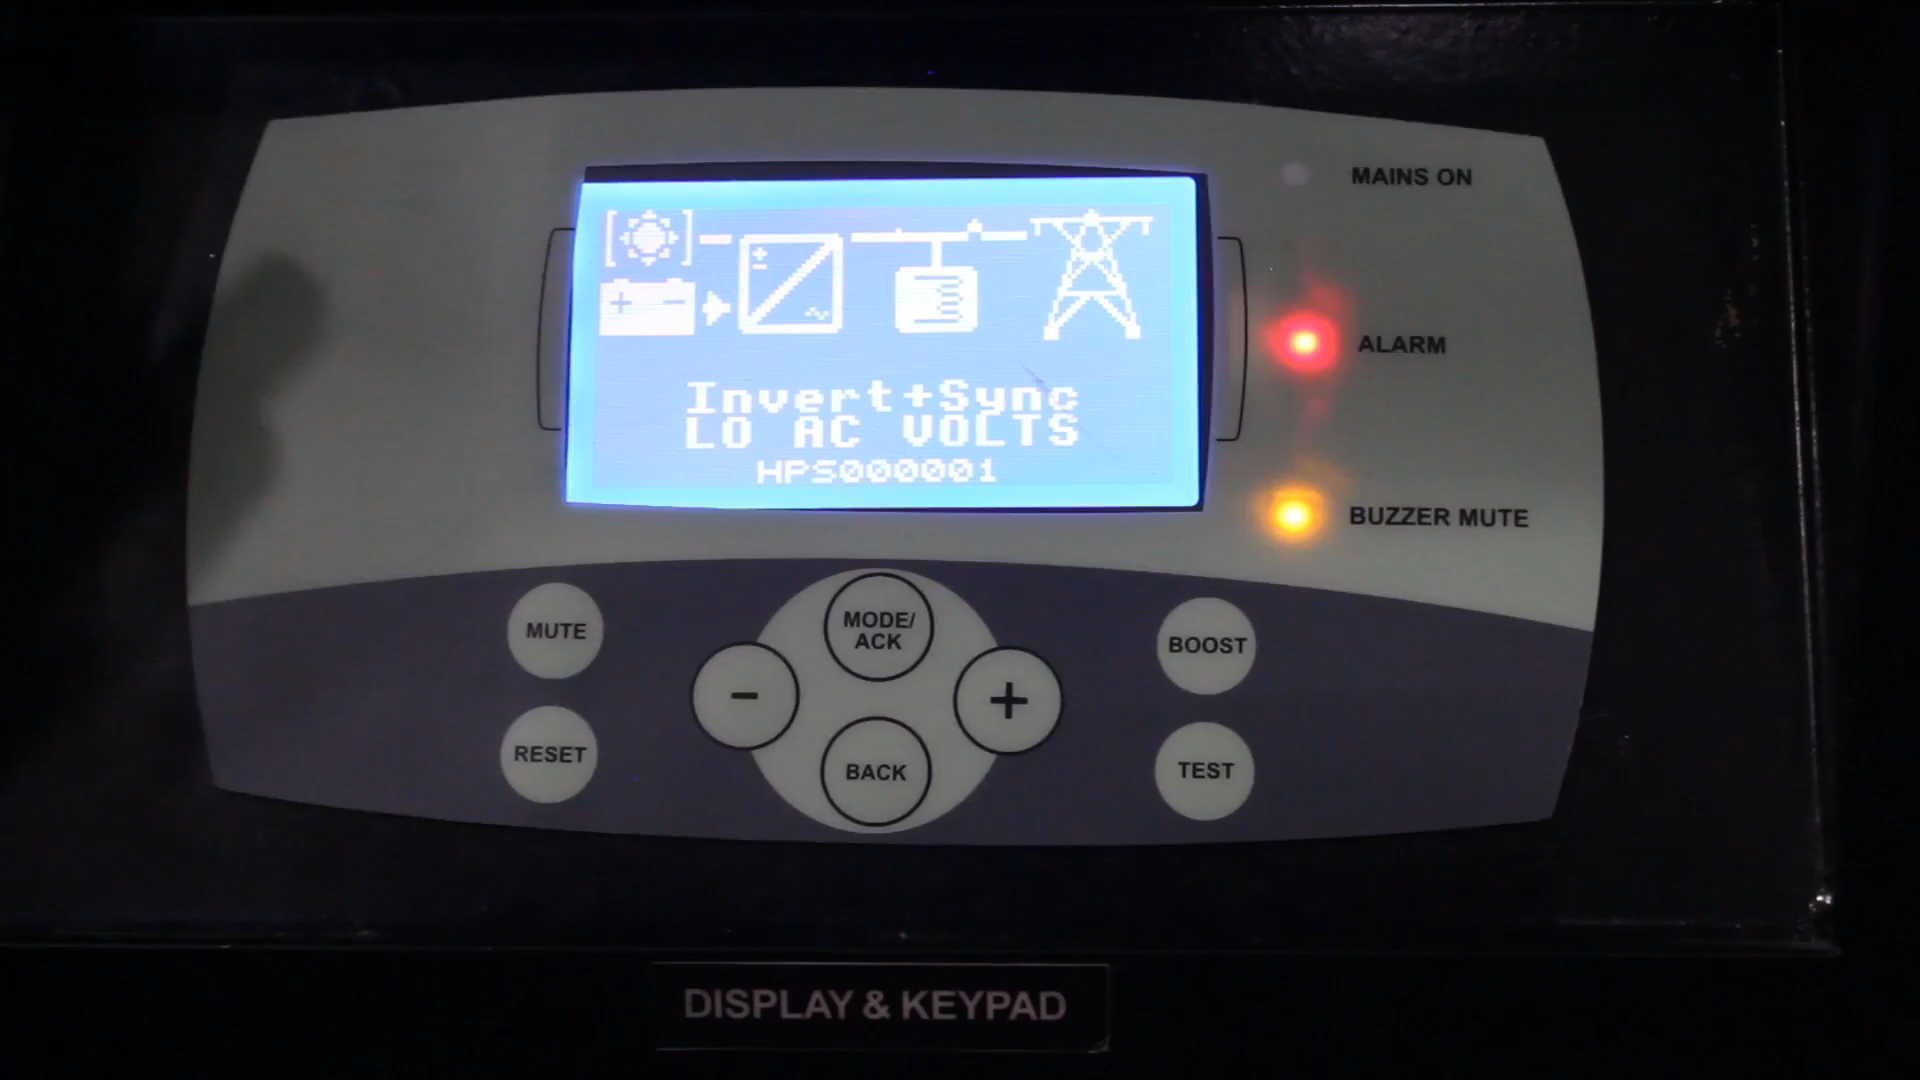 MAINS ON
Invert+Sync
LO AC VOLTS
HPS000001
ALARM
BUZZER MUTE
MUTE
MODE/
ACK
BOOST
-
+
RESET
BACK
TEST
DISPLAY & KEYPAD